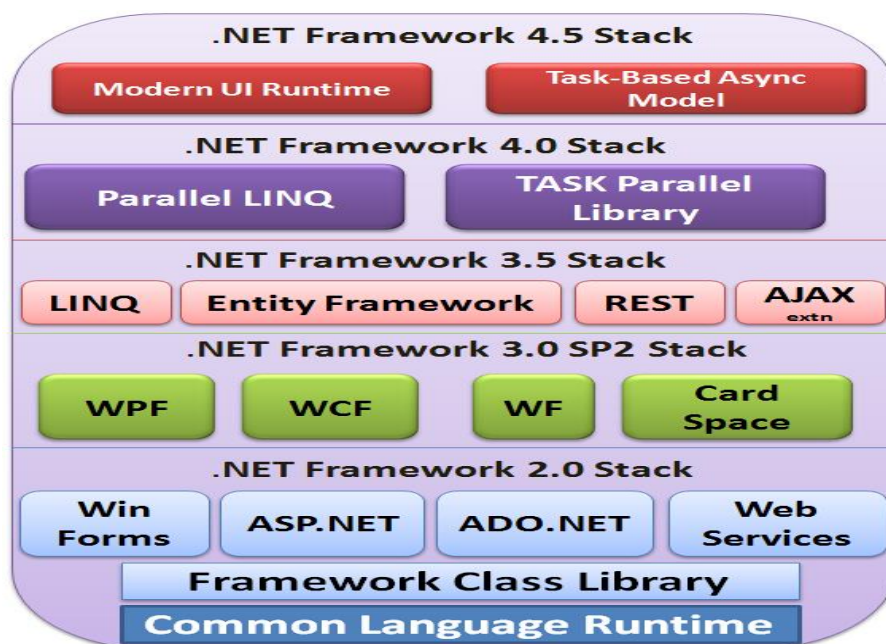 .NET Framework 4.5 Stack
Modern UI Runtime
Task-Based Async
Model
.NET Framework 4.0 Stack
Parallel LINQ
TASK Parallel
Library
.NET Framework 3.5 Stack
LINQ
Entity Framework
REST
AJAX
extn
.NET Framework 3.0 SP2 Stack
WPF
WCF
WF
Card
Space
.NET Framework 2.0 Stack
Win
Forms
ASP.NET
ADO.NET
Web
Services
Framework Class Library
Common Language Runtime